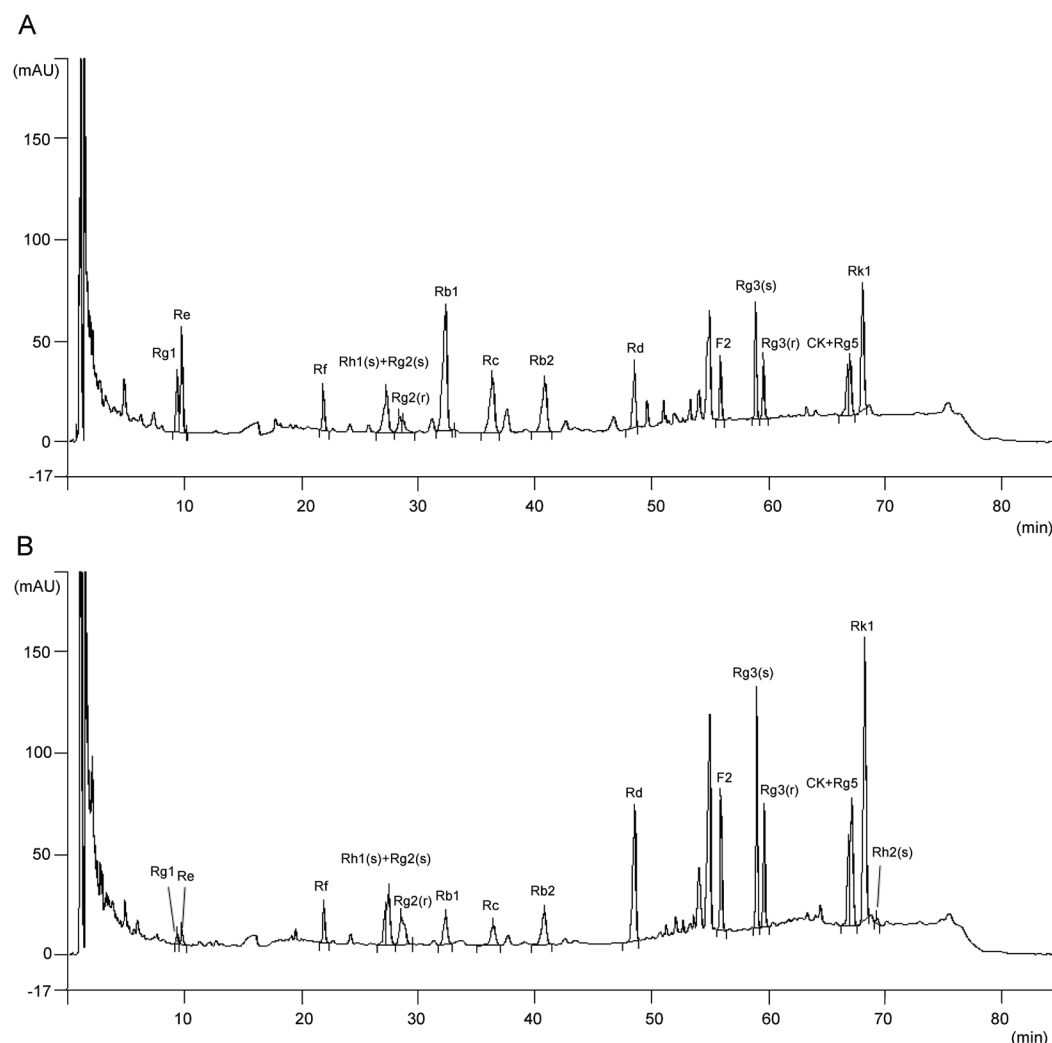 A
(mAU)
150
100
50
0
-17
Rg1
Re
Rf
Rh1(s)+Rg2(s)
Rg2(r)
Rb1
Rc
Rb2
Rd
F2
Rg3(s)
Rg3(r)
CK+Rg5
Rk1
10 20 30 40 50 60 70 80
(min)
B
(mAU)
150
100
50
0
-17
Rg1
Re
Rf
Rh1(s)+Rg2(s)
Rg2(r)
Rb1
Rc
Rb2
Rd
F2
Rg3(s)
Rg3(r)
CK+Rg5
Rk1
Rh2(s)
10 20 30 40 50 60 70 80
(min)